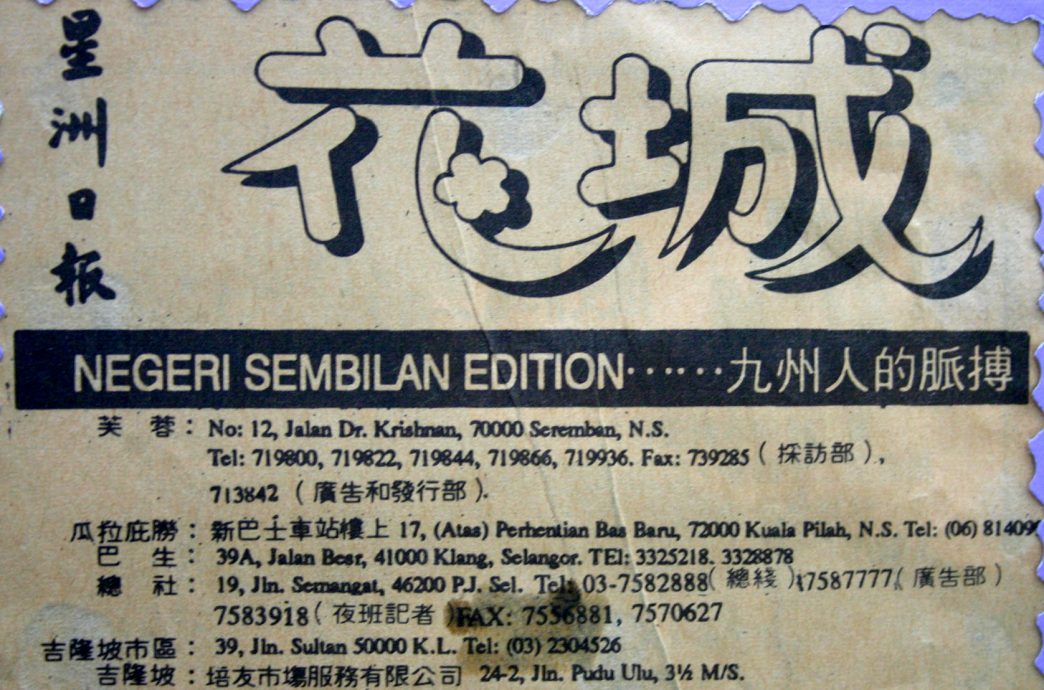 星洲日报
花城
NEGERI SEMBILAN EDITION······九州人的脈搏
芙 蓉：No: 12, Jalan Dr. Krishnan, 70000 Seremban, N.S.
Tel: 719800, 719822, 719844, 719866, 719936. Fax: 739285（採訪部）,
713842（廣告和發行部）.
瓜拉庇勝：新巴士車站樓上 17, (Atas) Perhentian Bas Baru, 72000 Kuala Pilah, N.S. Tel: (06) 814090
巴 生：39A, Jalan Besr, 41000 Klang, Selangor. TEl: 3325218. 3328878
總 社：19, Jln. Semangat, 46200 P.J. Sel. Tel: 03-7582888（總綫）,7587777（廣告部）
7583918（夜班記者）FAX: 7556881, 7570627
吉隆坡市區：39, Jln. Sultan 50000 K.L. Tel: (03) 2304526
吉隆坡：培友市場服務有限公司 24-2, Jln. Pudu Ulu, 3½ M/S.